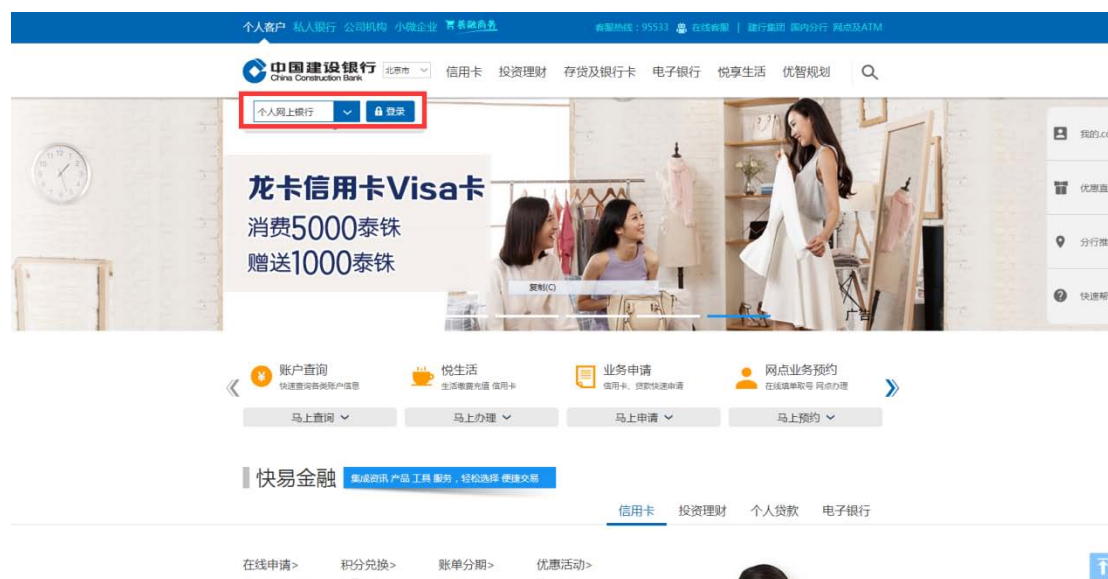 个人客户 私人银行 公司机构 小微企业 善融商务 客服热线：95533 在线客服 | 建行集团 国内分行 网点及ATM
中国建设银行 北京市 信用卡 投资理财 存贷及银行卡 电子银行 悦享生活 优智规划
China Construction Bank
个人网上银行 登录
我的.cc
龙卡信用卡Visa卡
优惠直
消费5000泰铢
分行推
赠送1000泰铢
复制(C)
快速帮
广告
账户查询 悦生活 业务申请 网点业务预约
快速查询各类账户信息 生活缴费充值 信用卡 信用卡、贷款快速申请 在线填单取号 网点办理
马上查询 马上办理 马上申请 马上预约
快易金融 集成资讯 产品 工具 服务，轻松选择 便捷交易
信用卡 投资理财 个人贷款 电子银行
在线申请> 积分兑换> 账单分期> 优惠活动>